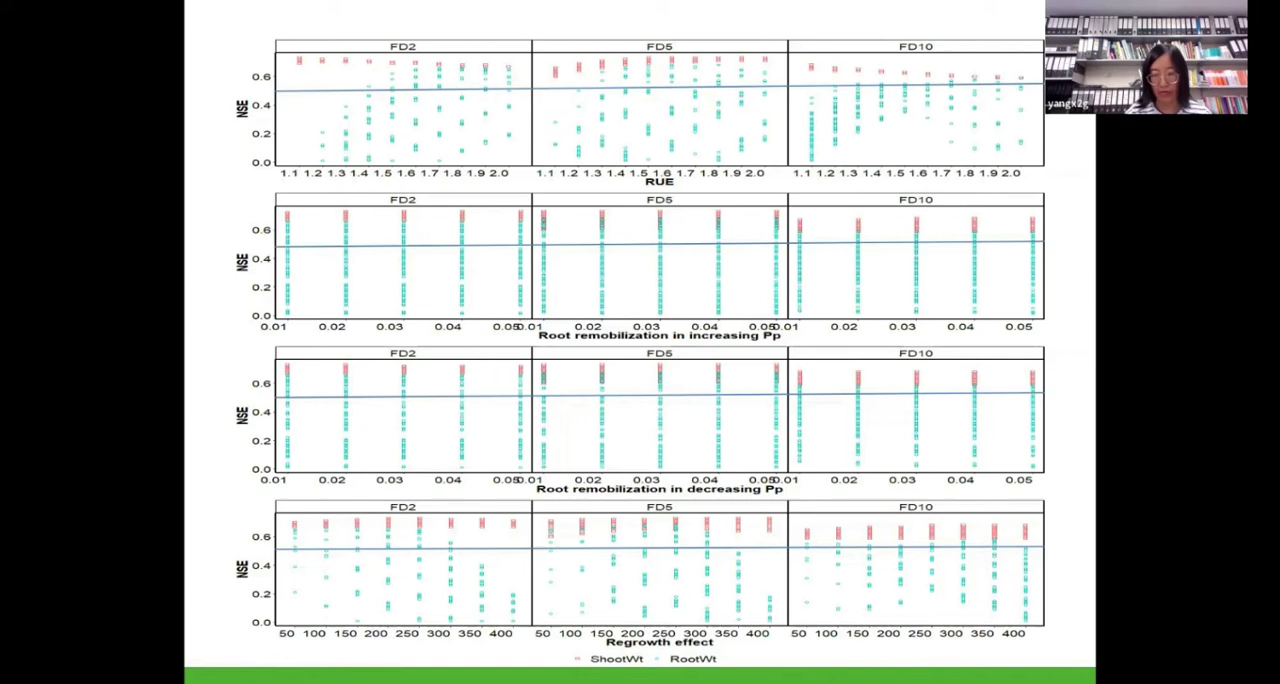 FD2 FD5 FD10
yangx2g
0.6
0.4
0.2
0.0
NSE
1.1 1.2 1.3 1.4 1.5 1.6 1.7 1.8 1.9 2.0 1.1 1.2 1.3 1.4 1.5 1.6 1.7 1.8 1.9 2.0 1.1 1.2 1.3 1.4 1.5 1.6 1.7 1.8 1.9 2.0
RUE
FD2 FD5 FD10
0.6
0.4
0.2
0.0
NSE
0.01 0.02 0.03 0.04 0.05 0.01 0.02 0.03 0.04 0.05 0.01 0.02 0.03 0.04 0.05
Root remobilization in increasing Pp
FD2 FD5 FD10
0.6
0.4
0.2
0.0
NSE
0.01 0.02 0.03 0.04 0.05 0.01 0.02 0.03 0.04 0.05 0.01 0.02 0.03 0.04 0.05
Root remobilization in decreasing Pp
FD2 FD5 FD10
0.6
0.4
0.2
0.0
NSE
50 100 150 200 250 300 350 400 50 100 150 200 250 300 350 400 50 100 150 200 250 300 350 400
Regrowth effect
ShootWt RootWt